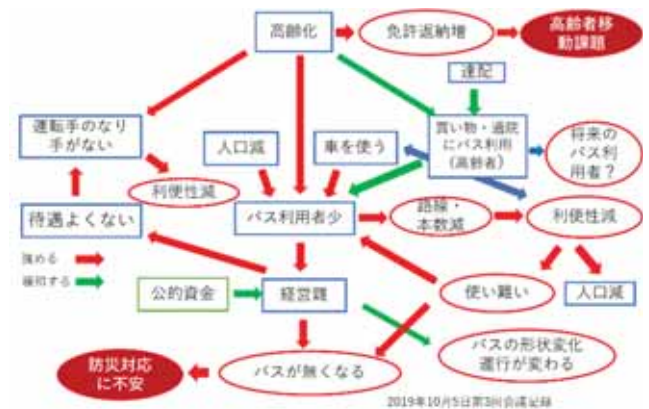 高齢化
免許返納増
高齢者移
動課題
宅配
運転手のなり
手がない
人口減
車を使う
買い物・通院
にバス利用
(高齢者)
将来の
バス利
用者?
利便性減
待遇よくない
バス利用者少
路線・
本数減
利便性減
強める
緩和する
公的資金
経営難
使い難い
人口減
防災対応
に不安
バスが無くなる
バスの形状変化
運行が変わる
2019年10月5日第3回会議記録